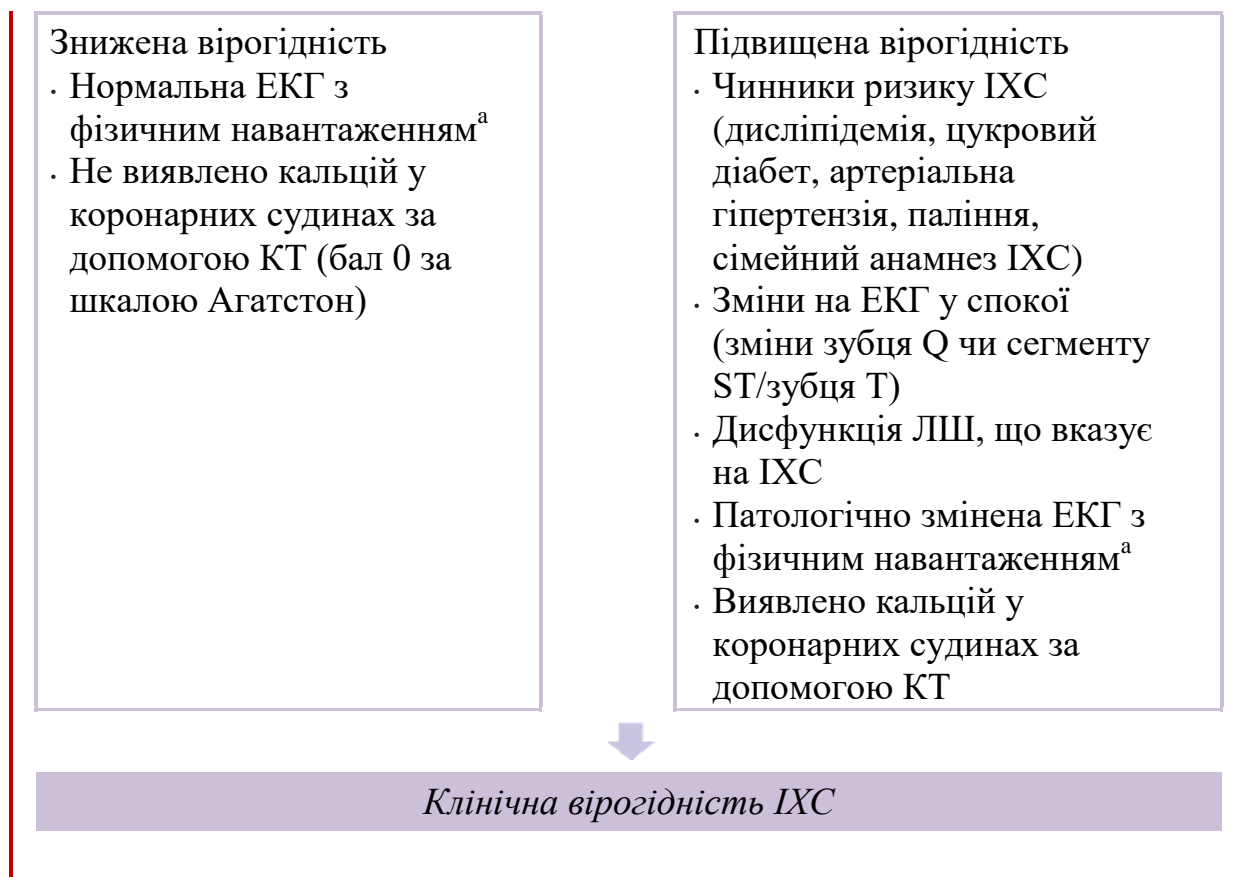 Знижена вірогідність
· Нормальна ЕКГ з
фізичним навантаженнямᵃ
· Не виявлено кальцій у
коронарних судинах за
допомогою КТ (бал 0 за
шкалою Агатстон)
Підвищена вірогідність
· Чинники ризику ІХС
(дисліпідемія, цукровий
діабет, артеріальна
гіпертензія, паління,
сімейний анамнез ІХС)
· Зміни на ЕКГ у спокої
(зміни зубця Q чи сегменту
ST/зубця Т)
· Дисфункція ЛШ, що вказує
на ІХС
· Патологічно змінена ЕКГ з
фізичним навантаженнямᵃ
· Виявлено кальцій у
коронарних судинах за
допомогою КТ
Клінічна вірогідність ІХС